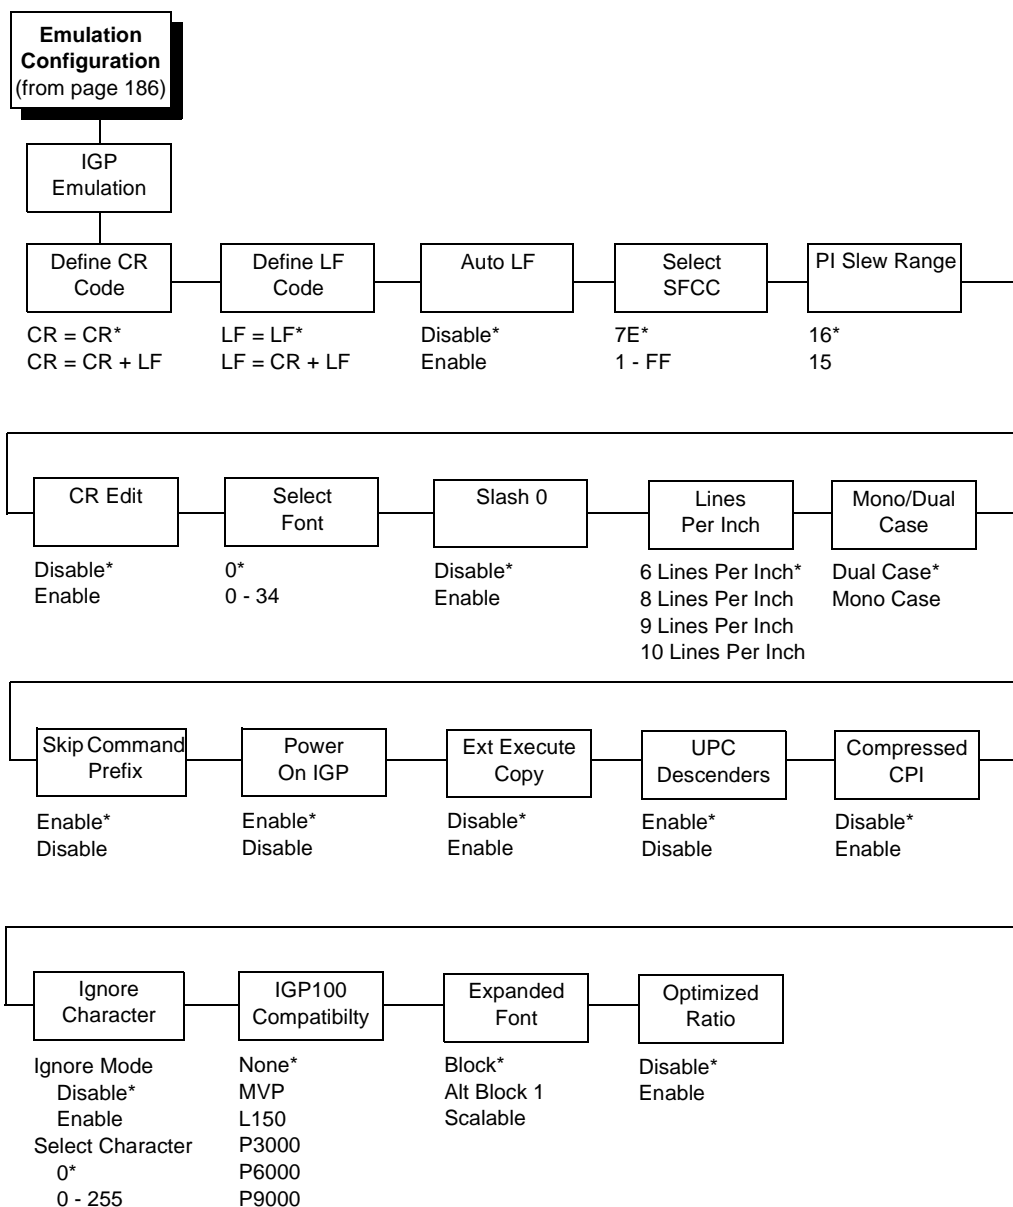 Emulation
Configuration
(from page 186)
IGP
Emulation
Define CR
Code
CR = CR*
CR = CR + LF
Define LF
Code
LF = LF*
LF = CR + LF
Auto LF
Disable*
Enable
Select
SFCC
7E*
1 - FF
PI Slew Range
16*
15
CR Edit
Disable*
Enable
Select
Font
0*
0 - 34
Slash 0
Disable*
Enable
Lines
Per Inch
6 Lines Per Inch*
8 Lines Per Inch
9 Lines Per Inch
10 Lines Per Inch
Mono/Dual
Case
Dual Case*
Mono Case
Skip Command
Prefix
Enable*
Disable
Power
On IGP
Enable*
Disable
Ext Execute
Copy
Disable*
Enable
UPC
Descenders
Enable*
Disable
Compressed
CPI
Disable*
Enable
Ignore
Character
Ignore Mode
Disable*
Enable
Select Character
0*
0 - 255
IGP100
Compatibilty
None*
MVP
L150
P3000
P6000
P9000
Expanded
Font
Block*
Alt Block 1
Scalable
Optimized
Ratio
Disable*
Enable